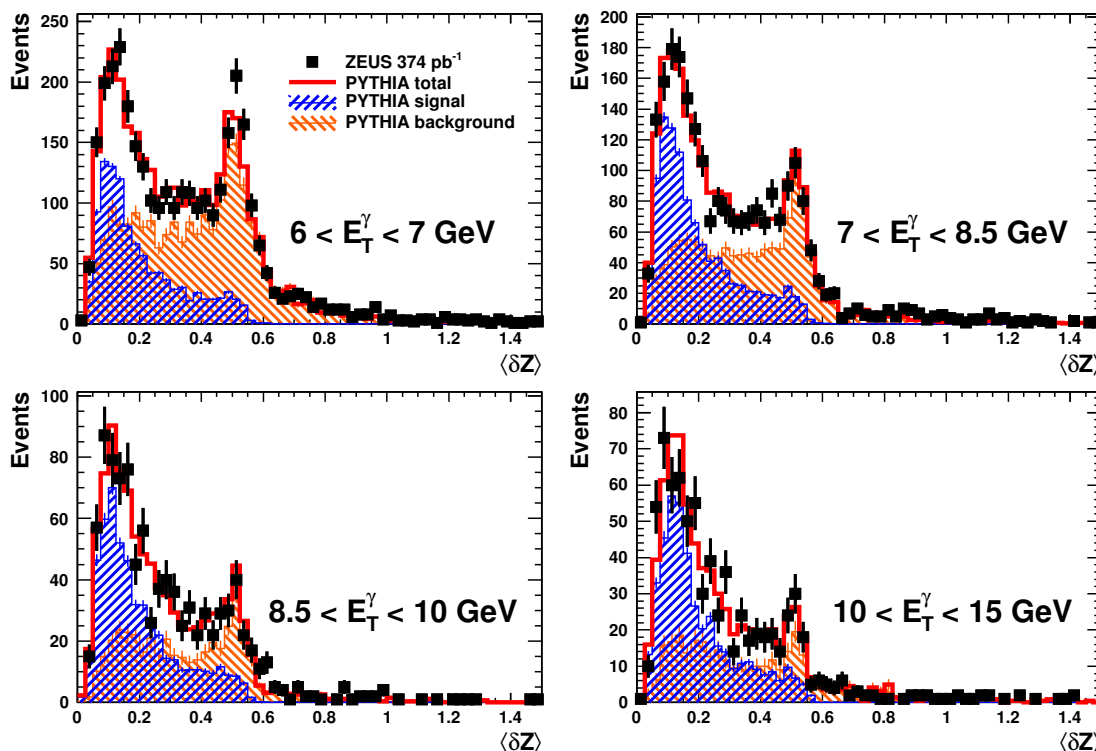 Events
250
200
150
100
50
0
ZEUS 374 pb⁻¹
PYTHIA total
PYTHIA signal
PYTHIA background
6 < E_T^γ < 7 GeV
0 0.2 0.4 0.6 0.8 1 1.2 1.4
⟨δZ⟩
Events
200
180
160
140
120
100
80
60
40
20
0
7 < E_T^γ < 8.5 GeV
0 0.2 0.4 0.6 0.8 1 1.2 1.4
⟨δZ⟩
Events
100
80
60
40
20
0
8.5 < E_T^γ < 10 GeV
0 0.2 0.4 0.6 0.8 1 1.2 1.4
⟨δZ⟩
Events
80
70
60
50
40
30
20
10
0
10 < E_T^γ < 15 GeV
0 0.2 0.4 0.6 0.8 1 1.2 1.4
⟨δZ⟩